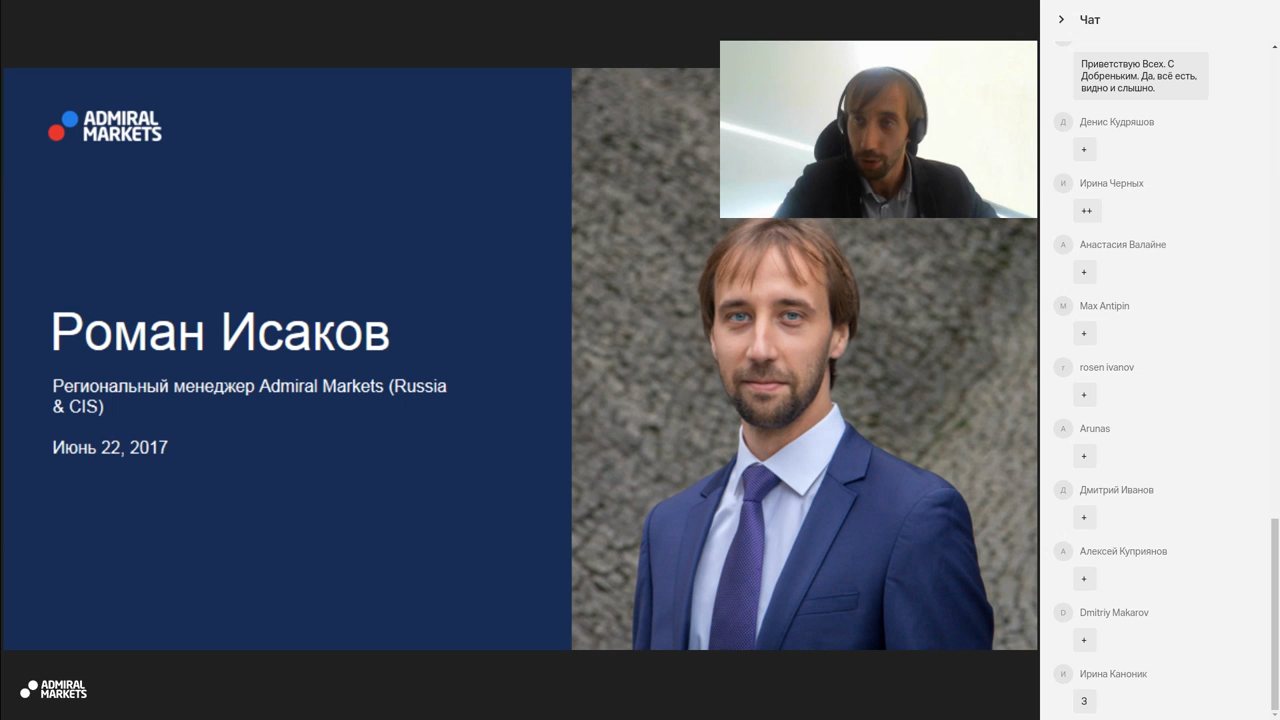 ADMIRAL
MARKETS
Роман Исаков
Региональный менеджер Admiral Markets (Russia
& CIS)
Июнь 22, 2017
ADMIRAL
MARKETS
Чат
Приветствую Всех. С
Добреньким. Да, всё есть,
видно и слышно.
Д
Денис Кудряшов
+
И
Ирина Черных
++
А
Анастасия Валайне
+
M
Max Antipin
+
r
rosen ivanov
+
A
Arunas
+
Д
Дмитрий Иванов
+
А
Алексей Куприянов
+
D
Dmitriy Makarov
+
И
Ирина Каноник
3